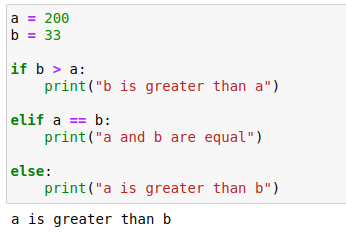 a = 200
b = 33

if b > a:
    print("b is greater than a")

elif a == b:
    print("a and b are equal")

else:
    print("a is greater than b")

a is greater than b